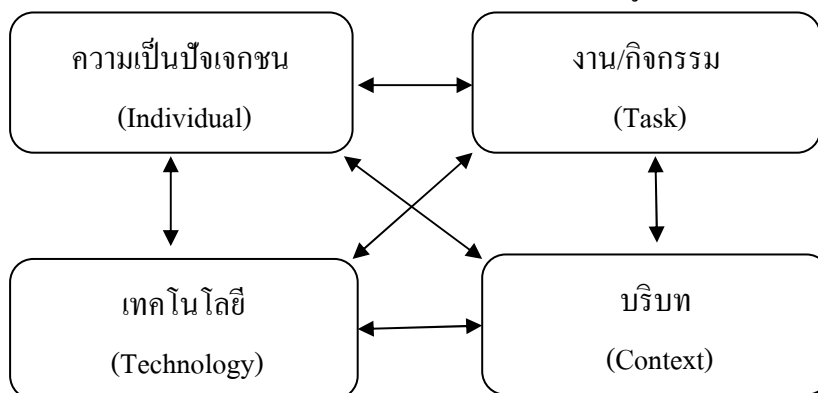 ความเป็นปัจเจกชน
(Individual)
งาน/กิจกรรม
(Task)
เทคโนโลยี
(Technology)
บริบท
(Context)